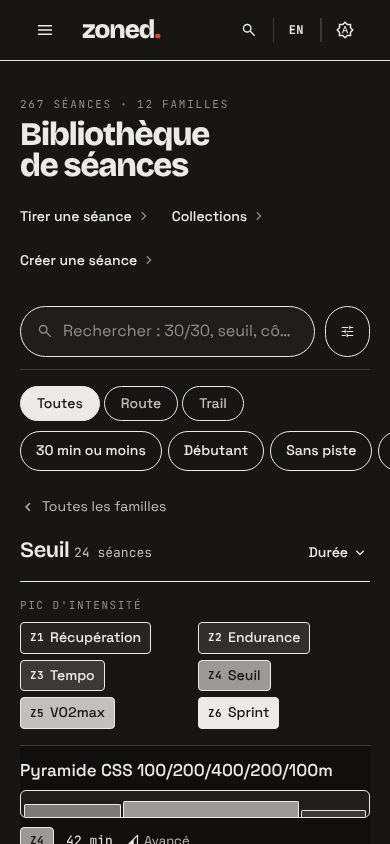 zoned.
EN
A
267 SÉANCES · 12 FAMILLES
Bibliothèque
de séances
Tirer une séance
Collections
Créer une séance
Rechercher : 30/30, seuil, cô...
Toutes
Route
Trail
30 min ou moins
Débutant
Sans piste
Toutes les familles
Seuil 24 séances
Durée
PIC D'INTENSITÉ
Z1 Récupération
Z2 Endurance
Z3 Tempo
Z4 Seuil
Z5 VO2max
Z6 Sprint
Pyramide CSS 100/200/400/200/100m
Z4 42 min Avancé